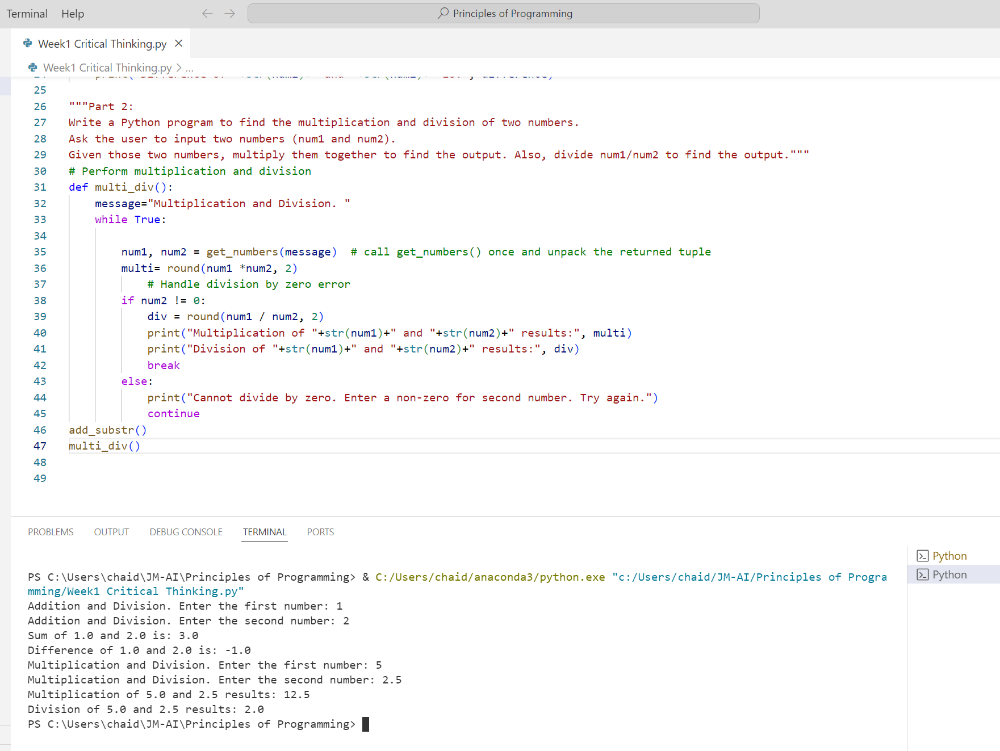 Terminal Help
Principles of Programming
Week1 Critical Thinking.py
Week1 Critical Thinking.py > ...
25
26 """Part 2:
27 Write a Python program to find the multiplication and division of two numbers.
28 Ask the user to input two numbers (num1 and num2).
29 Given those two numbers, multiply them together to find the output. Also, divide num1/num2 to find the output."""
30 # Perform multiplication and division
31 def multi_div():
32     message="Multiplication and Division. "
33     while True:
34
35         num1, num2 = get_numbers(message)  # call get_numbers() once and unpack the returned tuple
36         multi= round(num1 *num2, 2)
37             # Handle division by zero error
38         if num2 != 0:
39             div = round(num1 / num2, 2)
40             print("Multiplication of "+str(num1)+" and "+str(num2)+" results:", multi)
41             print("Division of "+str(num1)+" and "+str(num2)+" results:", div)
42             break
43         else:
44             print("Cannot divide by zero. Enter a non-zero for second number. Try again.")
45             continue
46 add_substr()
47 multi_div()
48
49
PROBLEMS OUTPUT DEBUG CONSOLE TERMINAL PORTS
Python
Python
PS C:\Users\chaid\JM-AI\Principles of Programming> & C:/Users/chaid/anaconda3/python.exe "c:/Users/chaid/JM-AI/Principles of Progra
mming/Week1 Critical Thinking.py"
Addition and Division. Enter the first number: 1
Addition and Division. Enter the second number: 2
Sum of 1.0 and 2.0 is: 3.0
Difference of 1.0 and 2.0 is: -1.0
Multiplication and Division. Enter the first number: 5
Multiplication and Division. Enter the second number: 2.5
Multiplication of 5.0 and 2.5 results: 12.5
Division of 5.0 and 2.5 results: 2.0
PS C:\Users\chaid\JM-AI\Principles of Programming>